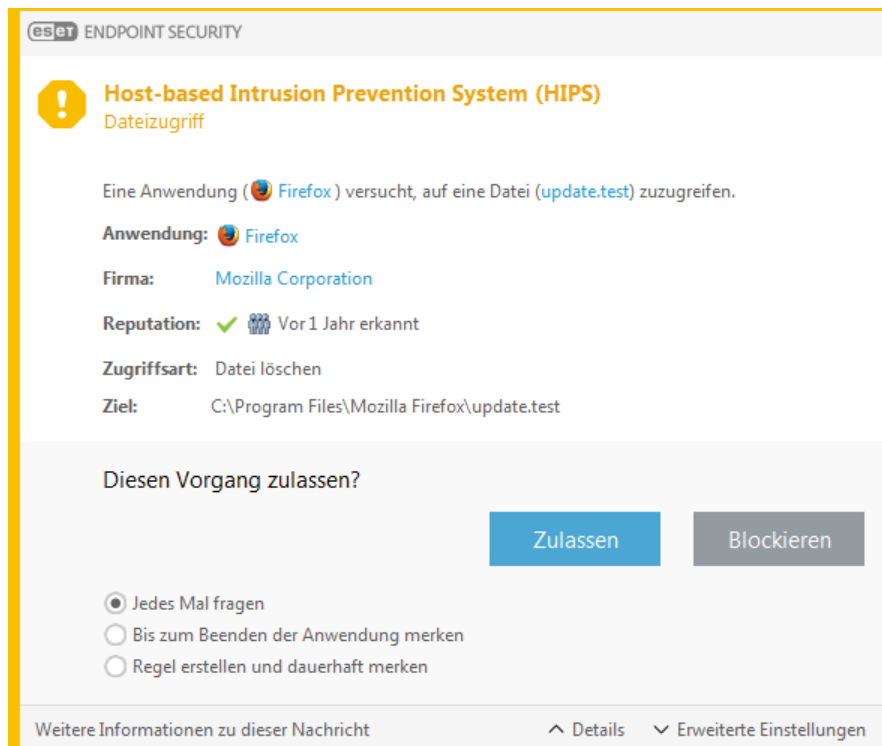 eset ENDPOINT SECURITY
Host-based Intrusion Prevention System (HIPS)
Dateizugriff
Eine Anwendung ( Firefox ) versucht, auf eine Datei (update.test) zuzugreifen.
Anwendung: Firefox
Firma: Mozilla Corporation
Reputation: Vor 1 Jahr erkannt
Zugriffsart: Datei löschen
Ziel: C:\Program Files\Mozilla Firefox\update.test
Diesen Vorgang zulassen?
Zulassen Blockieren
Jedes Mal fragen
Bis zum Beenden der Anwendung merken
Regel erstellen und dauerhaft merken
Weitere Informationen zu dieser Nachricht Details Erweiterte Einstellungen